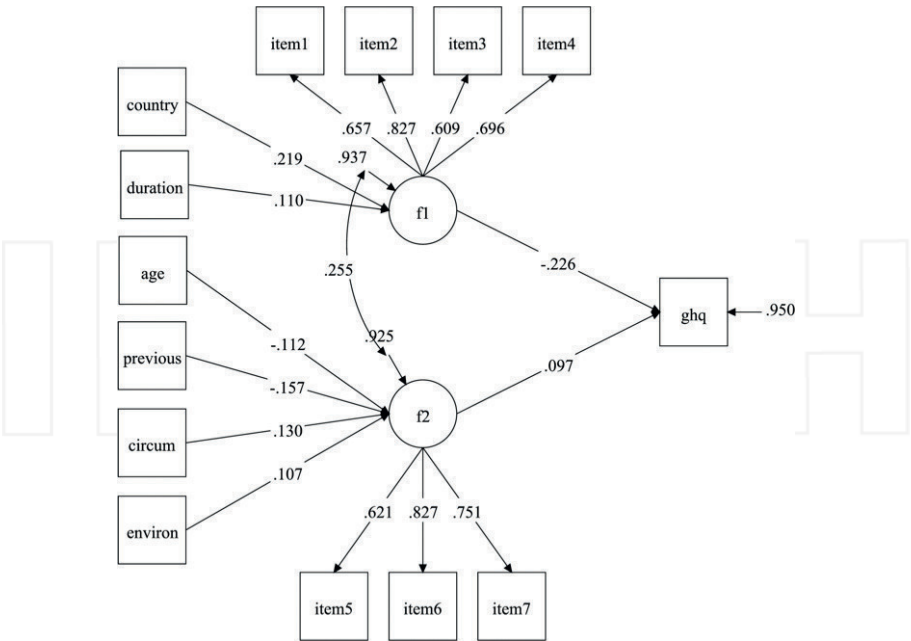 item1 item2 item3 item4
country
.657 .827 .609 .696
.219
.937
duration
.110
f1
age
.255
-.226
ghq
.950
-.112
.925
previous
-.157
.097
f2
circum
.130
.107
environ
.621 .827 .751
item5 item6 item7